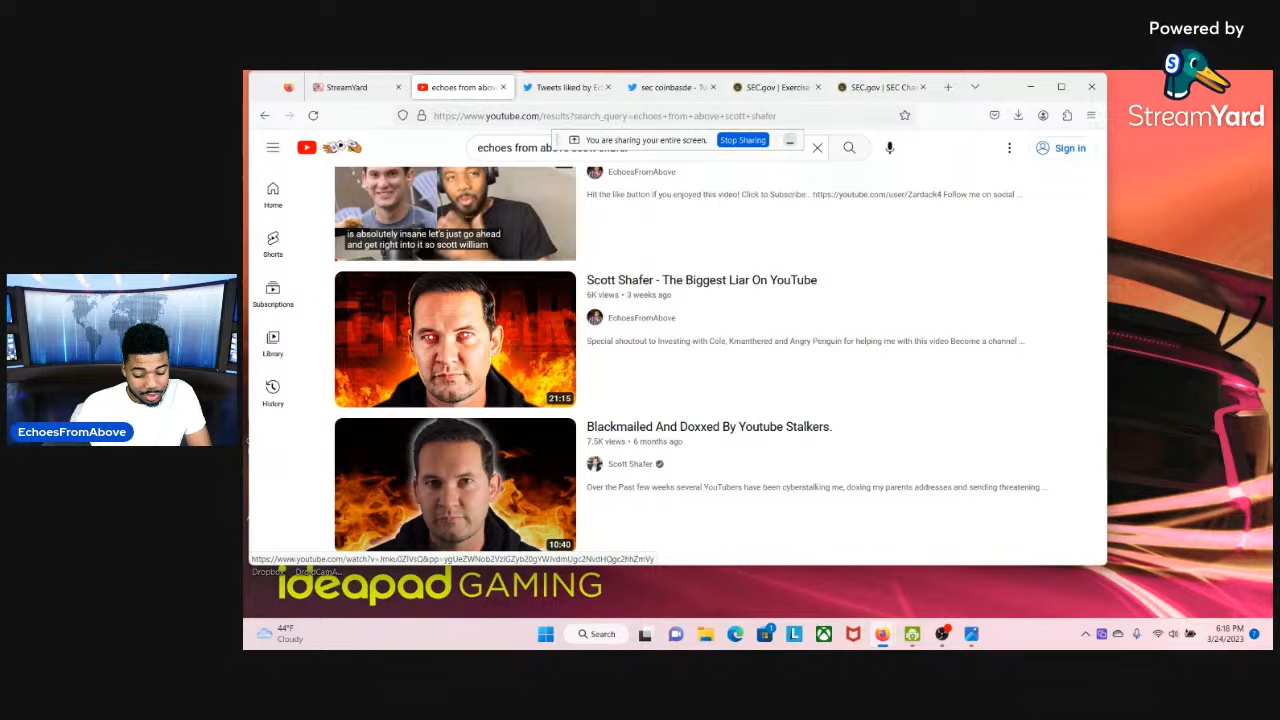 Powered by
S
StreamYard
StreamYard
echoes from abov
Tweets liked by Ec
sec coinbasde - Tw
SEC.gov | Exercise
SEC.gov | SEC Cha
https://www.youtube.com/results?search_query=echoes+from+above+scott+shafer
You are sharing your entire screen.
Stop Sharing
echoes from ab
Sign in
Home
Shorts
Subscriptions
Library
History
is absolutely insane let's just go ahead
and get right into it so scott william
EchoesFromAbove
Hit the like button if you enjoyed this video! Click to Subscribe.. https://youtube.com/user/Zardack4 Follow me on social ...
Scott Shafer - The Biggest Liar On YouTube
6K views • 3 weeks ago
EchoesFromAbove
Special shoutout to Investing with Cole, Kmanthered and Angry Penguin for helping me with this video Become a channel ...
21:15
Blackmailed And Doxxed By Youtube Stalkers.
7.5K views • 6 months ago
Scott Shafer
Over the Past few weeks several YouTubers have been cyberstalking me, doxing my parents addresses and sending threatening ...
10:40
EchoesFromAbove
Dropbox
DroidCamA...
ideapad GAMING
44°F
Cloudy
Search
6:18 PM
3/24/2023